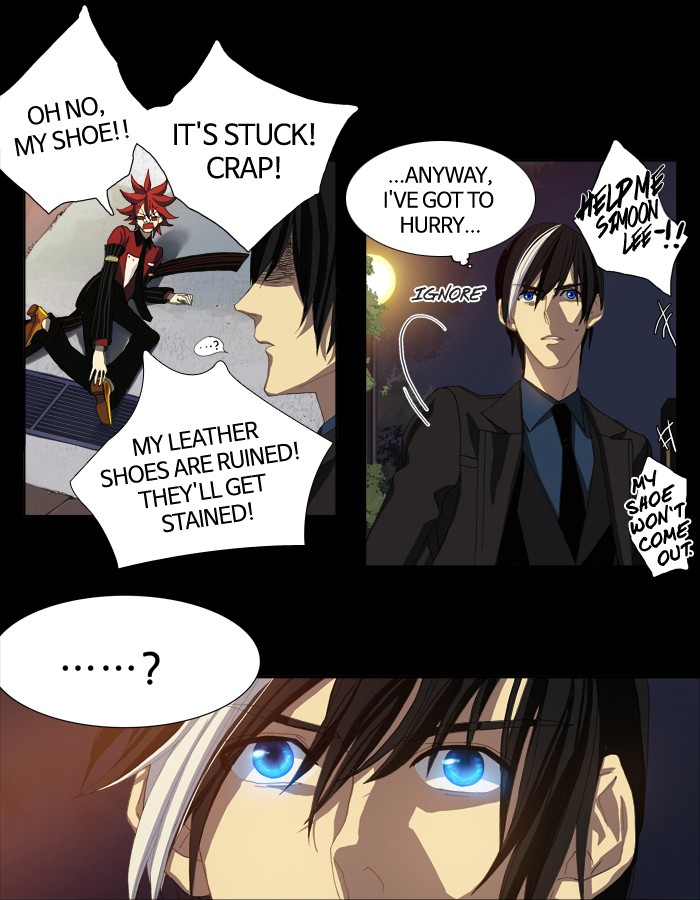 OH NO,
MY SHOE!!
IT'S STUCK!
CRAP!
...?
MY LEATHER
SHOES ARE RUINED!
THEY'LL GET
STAINED!
...ANYWAY,
I'VE GOT TO
HURRY...
HELP ME
SIMOON
LEE-!!
IGNORE
MY
SHOE
WON'T
COME
OUT.
......?